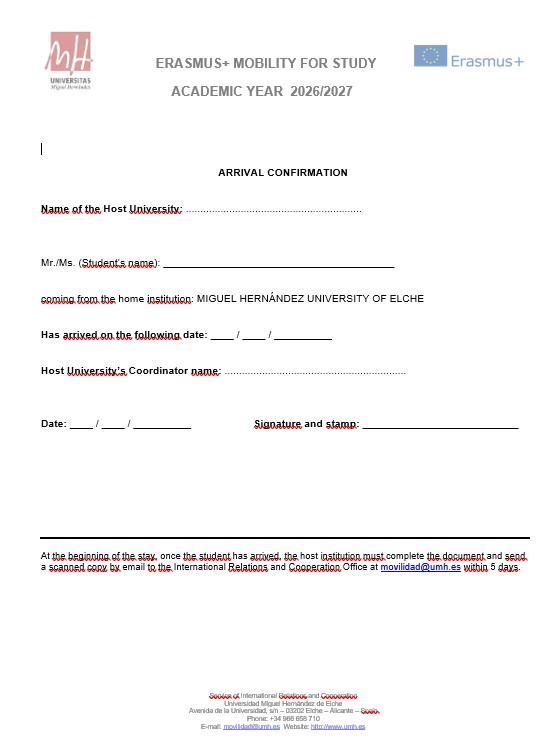 UNIVERSITAS
Miguel Hernández
Erasmus+
ERASMUS+ MOBILITY FOR STUDY
ACADEMIC YEAR 2026/2027
ARRIVAL CONFIRMATION
Name of the Host University: ................................................................
Mr./Ms. (Student's name): ________________________________________
coming from the home institution: MIGUEL HERNÁNDEZ UNIVERSITY OF ELCHE
Has arrived on the following date: ____ / ____ / __________
Host University's Coordinator name: .................................................................
Date: ____ / ____ / __________ Signature and stamp: ___________________________
At the beginning of the stay, once the student has arrived, the host institution must complete the document and send
a scanned copy by email to the International Relations and Cooperation Office at movilidad@umh.es within 5 days.
Service of International Relations and Cooperation
Universidad Miguel Hernández de Elche
Avenida de la Universidad, s/n – 03202 Elche – Alicante – Spain
Phone: +34 966 658 710
E-mail: movilidad@umh.es Website: http://www.umh.es